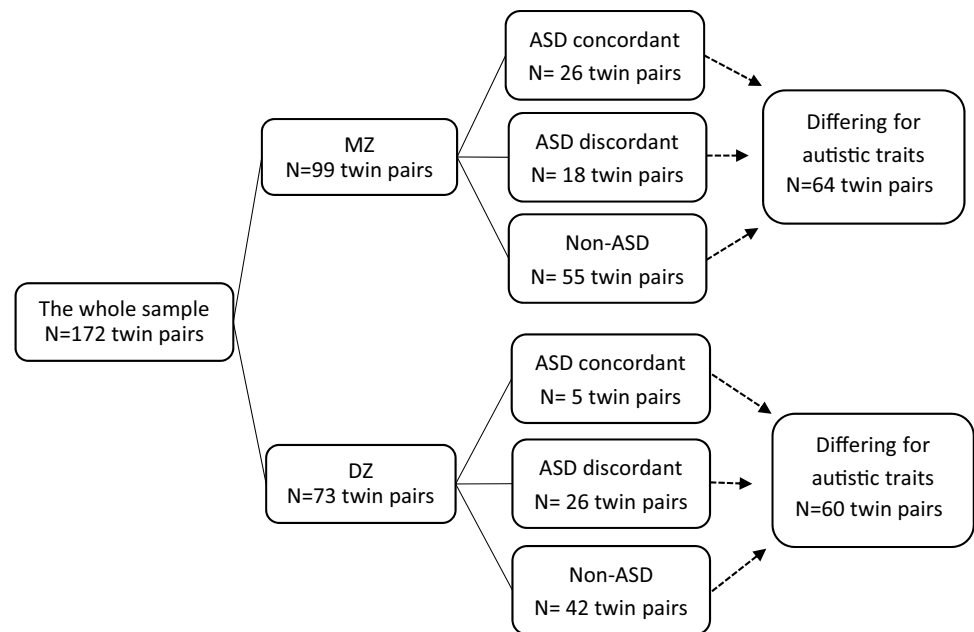 The whole sample
N=172 twin pairs
MZ
N=99 twin pairs
ASD concordant
N= 26 twin pairs
ASD discordant
N= 18 twin pairs
Non-ASD
N= 55 twin pairs
Differing for
autistic traits
N=64 twin pairs
DZ
N=73 twin pairs
ASD concordant
N= 5 twin pairs
ASD discordant
N= 26 twin pairs
Non-ASD
N= 42 twin pairs
Differing for
autistic traits
N=60 twin pairs